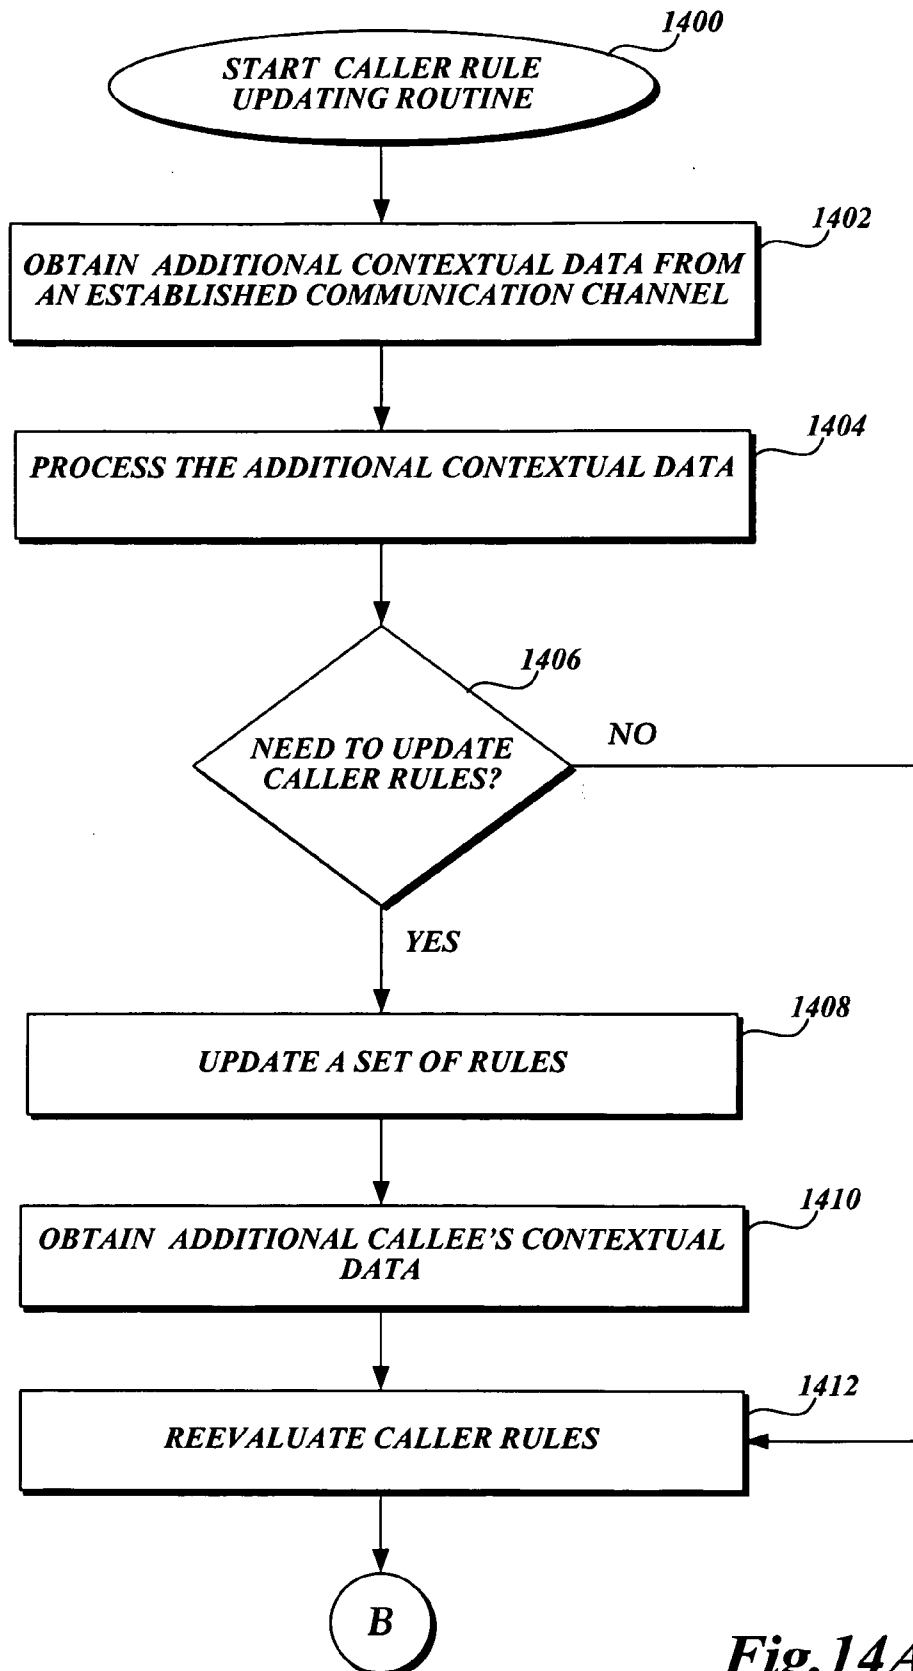 1400
START CALLER RULE
UPDATING ROUTINE
1402
OBTAIN ADDITIONAL CONTEXTUAL DATA FROM
AN ESTABLISHED COMMUNICATION CHANNEL
1404
PROCESS THE ADDITIONAL CONTEXTUAL DATA
1406
NEED TO UPDATE
CALLER RULES?
NO
YES
1408
UPDATE A SET OF RULES
1410
OBTAIN ADDITIONAL CALLEE'S CONTEXTUAL
DATA
1412
REEVALUATE CALLER RULES
B
Fig.14A